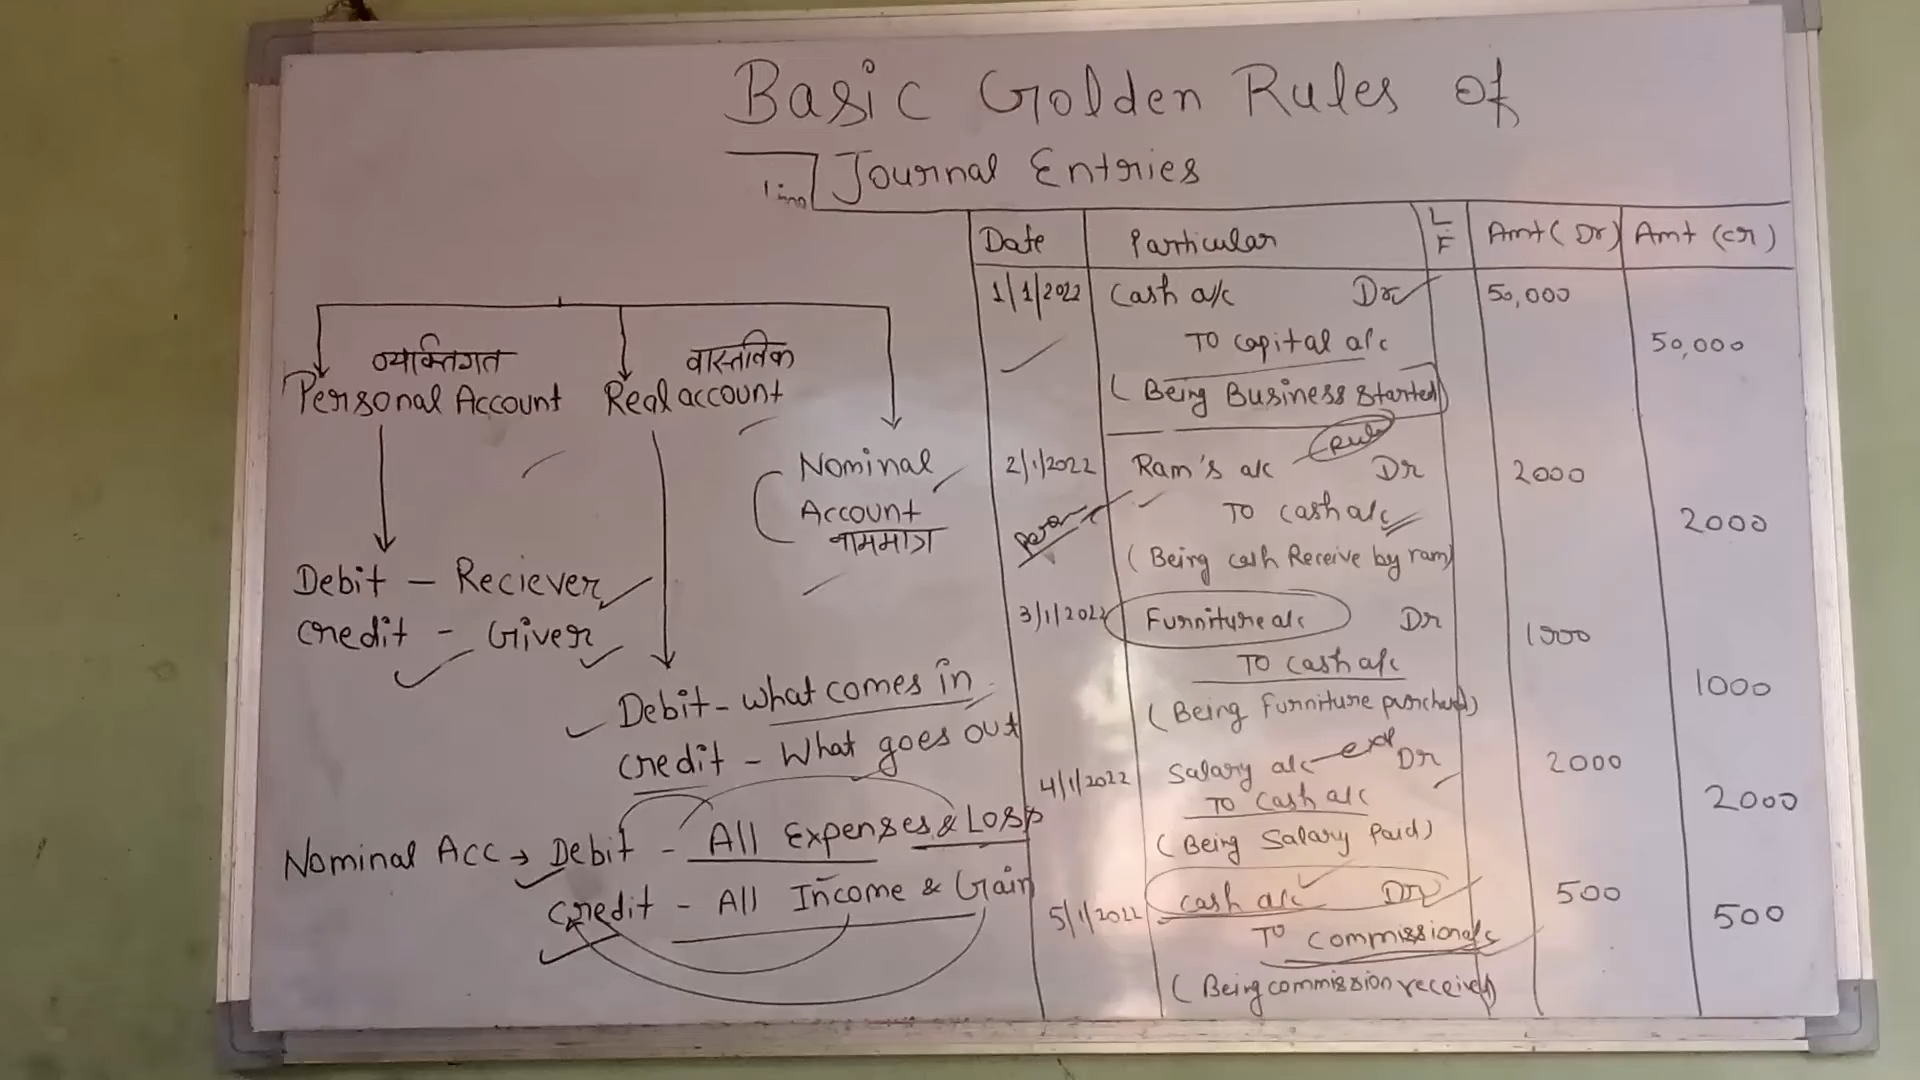 Basic Golden Rules of
Journal Entries
व्यक्तिगत
Personal Account
वास्तविक
Real account
Nominal
Account
नाममात्र
Debit - Reciever
Credit - Giver
Debit - What comes in
Credit - What goes out
Nominal Acc → Debit - All Expenses & Loss
Credit - All Income & Gain
Date Particular L.F Amt (Dr) Amt (cr)
1/1/2022 Cash a/c Dr 50,000
To capital a/c 50,000
(Being Business started)
Rule
2/1/2022 Ram's a/c Dr 2000
To cash a/c 2000
(Being cash Receive by ram)
3/1/2022 Furniture a/c Dr 1000
To cash a/c 1000
(Being Furniture purchased)
4/1/2022 Salary a/c exp Dr 2000
To Cash a/c 2000
(Being Salary Paid)
5/1/2022 Cash a/c Dr 500
To Commission a/c 500
(Being commission received)